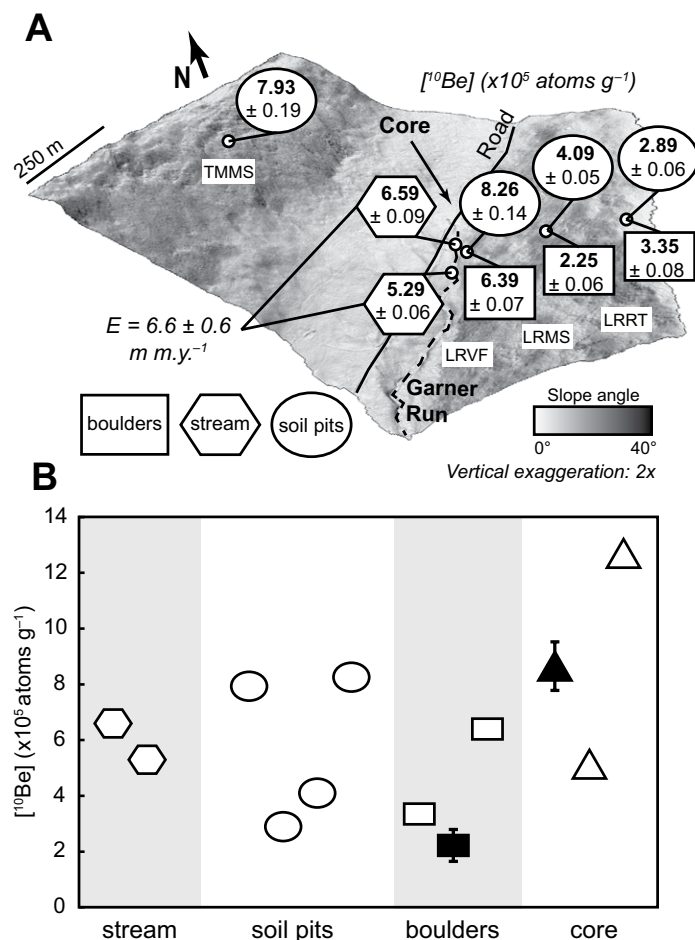 A
N
250 m
7.93
± 0.19
TMMS
[¹⁰Be] (x10⁵ atoms g⁻¹)
Core
Road
6.59
± 0.09
8.26
± 0.14
4.09
± 0.05
2.89
± 0.06
5.29
± 0.06
6.39
± 0.07
2.25
± 0.06
3.35
± 0.08
E = 6.6 ± 0.6
m m.y.⁻¹
LRVF
LRMS
LRRT
Garner
Run
boulders
stream
soil pits
Slope angle
0°
40°
Vertical exaggeration: 2x
B
[¹⁰Be] (x10⁵ atoms g⁻¹)
14
12
10
8
6
4
2
0
stream
soil pits
boulders
core